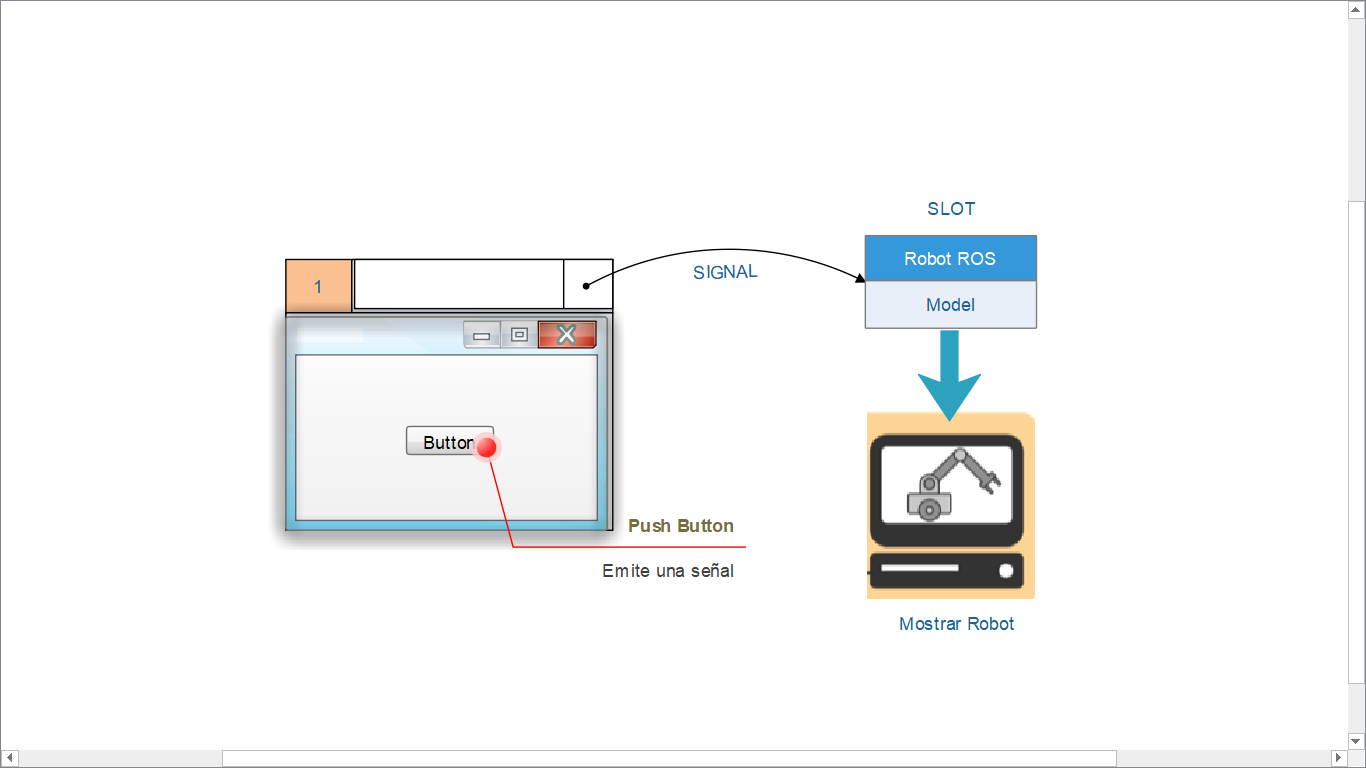 SLOT
Robot ROS
SIGNAL
1
Model
Button
Push Button
Emite una señal
Mostrar Robot